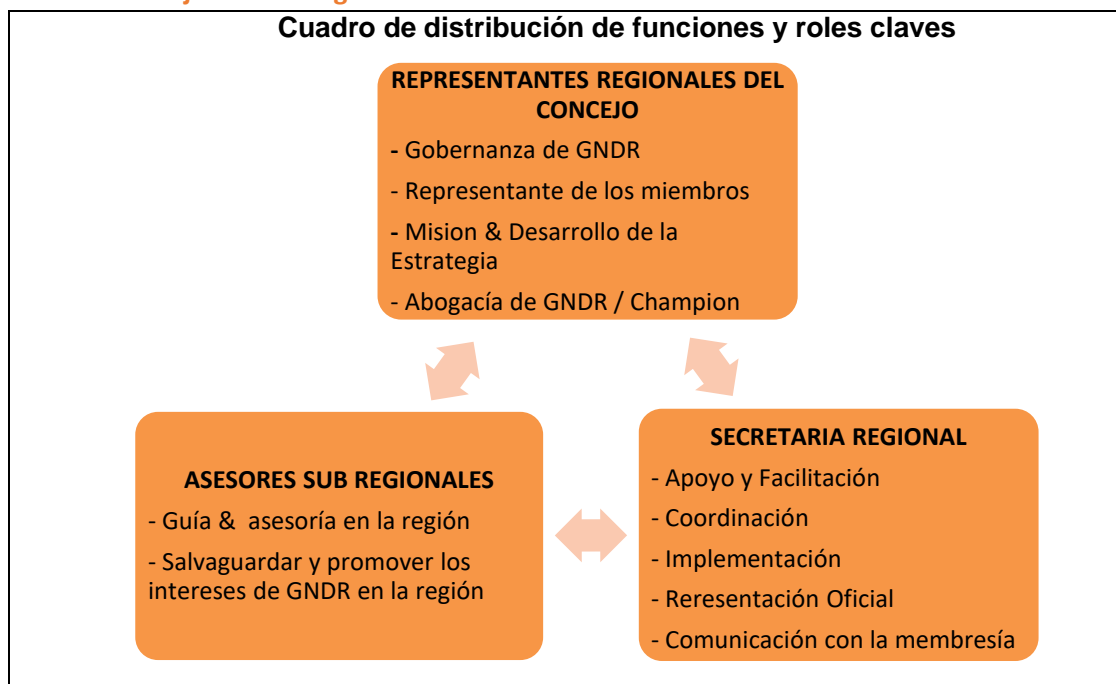 Cuadro de distribución de funciones y roles claves
REPRESENTANTES REGIONALES DEL
CONCEJO
- Gobernanza de GNDR
- Representante de los miembros
- Mision & Desarrollo de la
Estrategia
- Abogacía de GNDR / Champion
ASESORES SUB REGIONALES
- Guía & asesoría en la región
- Salvaguardar y promover los
intereses de GNDR en la región
SECRETARIA REGIONAL
- Apoyo y Facilitación
- Coordinación
- Implementación
- Reresentación Oficial
- Comunicación con la membresía